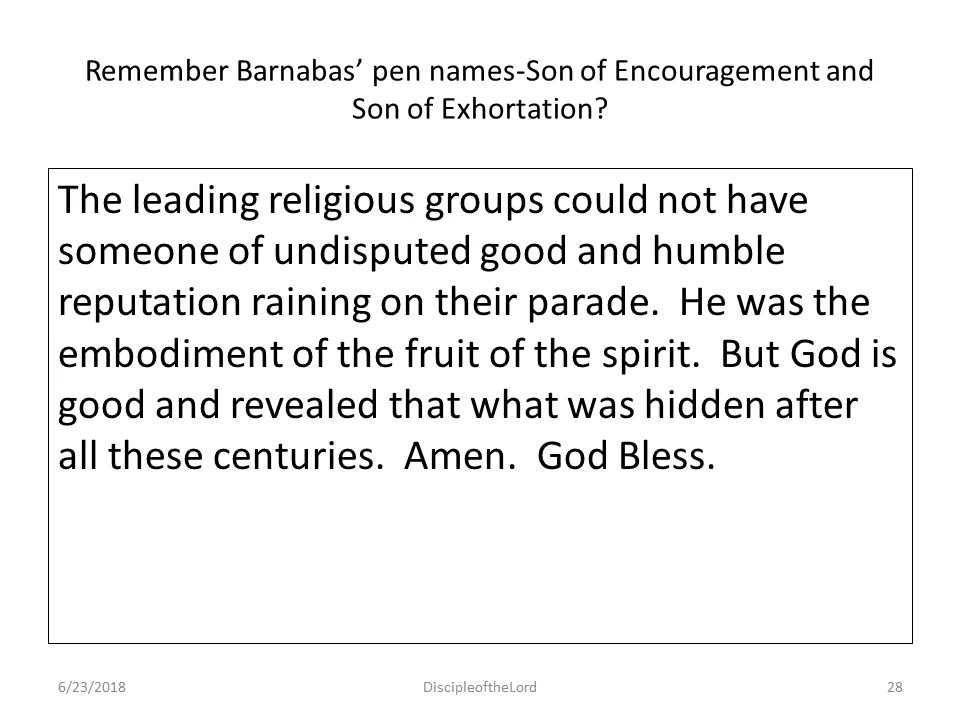 Remember Barnabas’ pen names-Son of Encouragement and
Son of Exhortation?
The leading religious groups could not have
someone of undisputed good and humble
reputation raining on their parade.  He was the
embodiment of the fruit of the spirit.  But God is
good and revealed that what was hidden after
all these centuries.  Amen.  God Bless.
6/23/2018
DiscipleoftheLord
28